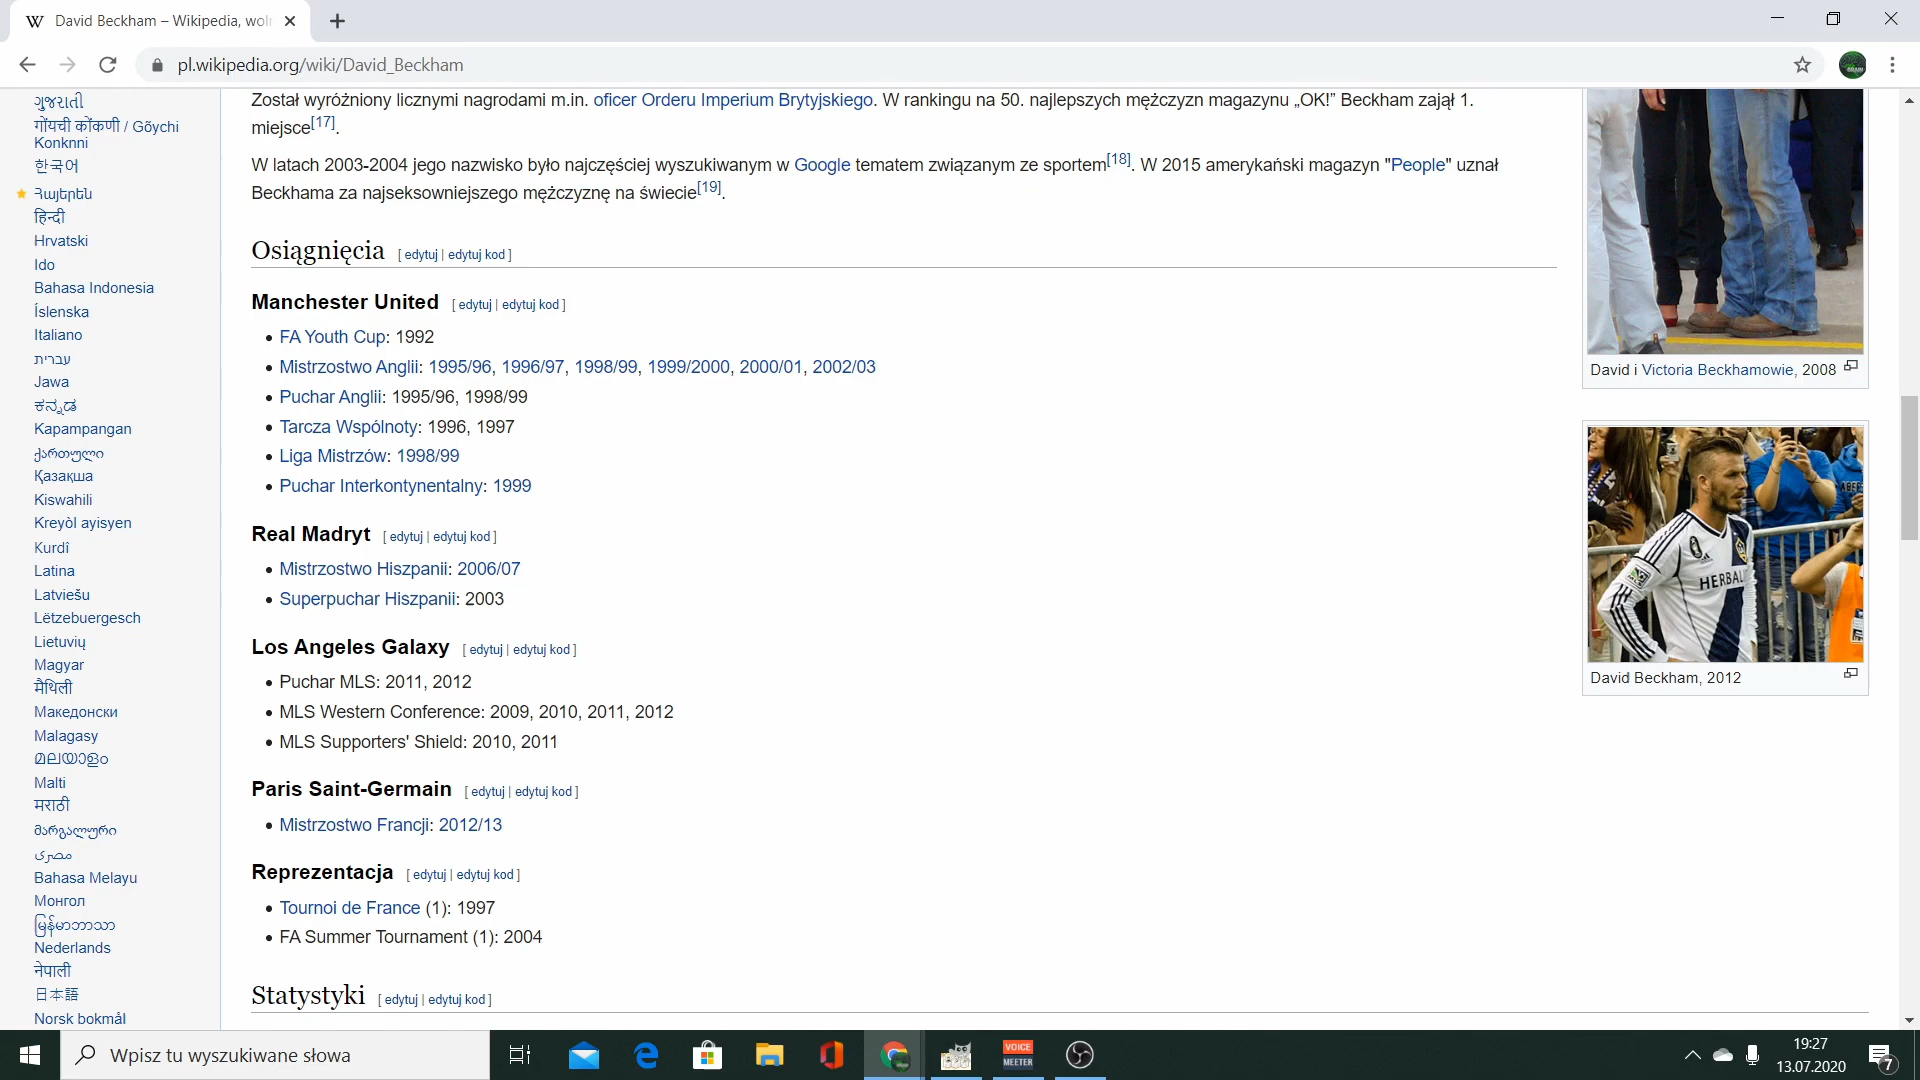 David Beckham – Wikipedia, wol
pl.wikipedia.org/wiki/David_Beckham
ગુજરાતી
गोंयची कोंकणी / Gõychi
Konknni
한국어
Հայերեն
हिन्दी
Hrvatski
Ido
Bahasa Indonesia
Íslenska
Italiano
עברית
Jawa
ಕನ್ನಡ
Kapampangan
ქართული
Қазақша
Kiswahili
Kreyòl ayisyen
Kurdî
Latina
Latviešu
Lëtzebuergesch
Lietuvių
Magyar
मैथिली
Македонски
Malagasy
മലയാളം
Malti
मराठी
მარგალური
مصرى
Bahasa Melayu
Монгол
မြန်မာဘာသာ
Nederlands
नेपाली
日本語
Norsk bokmål
Został wyróżniony licznymi nagrodami m.in. oficer Orderu Imperium Brytyjskiego. W rankingu na 50. najlepszych mężczyzn magazynu „OK!” Beckham zajął 1.
miejsce[17].
W latach 2003-2004 jego nazwisko było najczęściej wyszukiwanym w Google tematem związanym ze sportem[18]. W 2015 amerykański magazyn "People" uznał
Beckhama za najseksowniejszego mężczyznę na świecie[19].
Osiągnięcia [ edytuj | edytuj kod ]
Manchester United [ edytuj | edytuj kod ]
• FA Youth Cup: 1992
• Mistrzostwo Anglii: 1995/96, 1996/97, 1998/99, 1999/2000, 2000/01, 2002/03
• Puchar Anglii: 1995/96, 1998/99
• Tarcza Wspólnoty: 1996, 1997
• Liga Mistrzów: 1998/99
• Puchar Interkontynentalny: 1999
Real Madryt [ edytuj | edytuj kod ]
• Mistrzostwo Hiszpanii: 2006/07
• Superpuchar Hiszpanii: 2003
Los Angeles Galaxy [ edytuj | edytuj kod ]
• Puchar MLS: 2011, 2012
• MLS Western Conference: 2009, 2010, 2011, 2012
• MLS Supporters' Shield: 2010, 2011
Paris Saint-Germain [ edytuj | edytuj kod ]
• Mistrzostwo Francji: 2012/13
Reprezentacja [ edytuj | edytuj kod ]
• Tournoi de France (1): 1997
• FA Summer Tournament (1): 2004
Statystyki [ edytuj | edytuj kod ]
David i Victoria Beckhamowie, 2008
HERBAL
David Beckham, 2012
Wpisz tu wyszukiwane słowa
VOICE
MEETER
19:27
13.07.2020
7